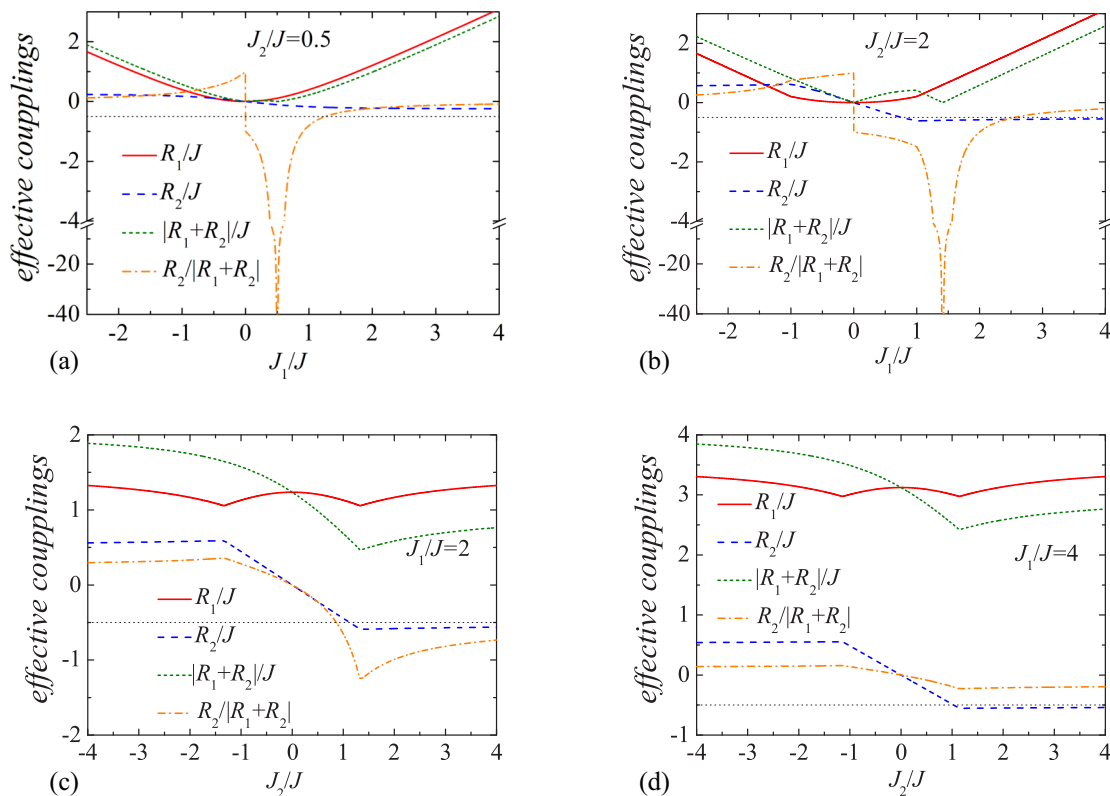 effective coupplings
2
0
-2
-4
-20
-40
J2/J=0.5
R1/J
R2/J
|R1+R2|/J
R2/|R1+R2|
-2 -1 0 1 2 3 4
(a)
J1/J
effective coupplings
2
0
-2
-4
-20
-40
J2/J=2
R1/J
R2/J
|R1+R2|/J
R2/|R1+R2|
-2 -1 0 1 2 3 4
(b)
J1/J
effective coupplings
2
1
0
-1
-2
J1/J=2
R1/J
R2/J
|R1+R2|/J
R2/|R1+R2|
-4 -3 -2 -1 0 1 2 3 4
(c)
J2/J
effective coupplings
4
3
2
1
0
-1
R1/J
R2/J
J1/J=4
|R1+R2|/J
R2/|R1+R2|
-4 -3 -2 -1 0 1 2 3 4
(d)
J2/J